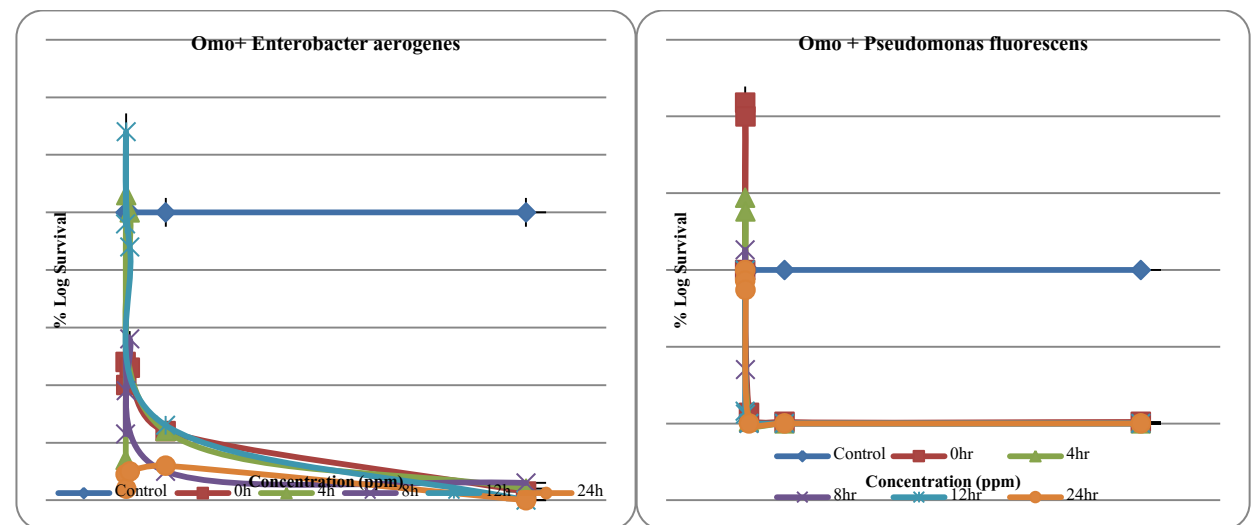 Omo+ Enterobacter aerogenes
% Log Survival
Concentration (ppm)
Control 0h 4h 8h 12h 24h
Omo + Pseudomonas fluorescens
% Log Survival
Control 0hr 4hr
Concentration (ppm)
8hr 12hr 24hr